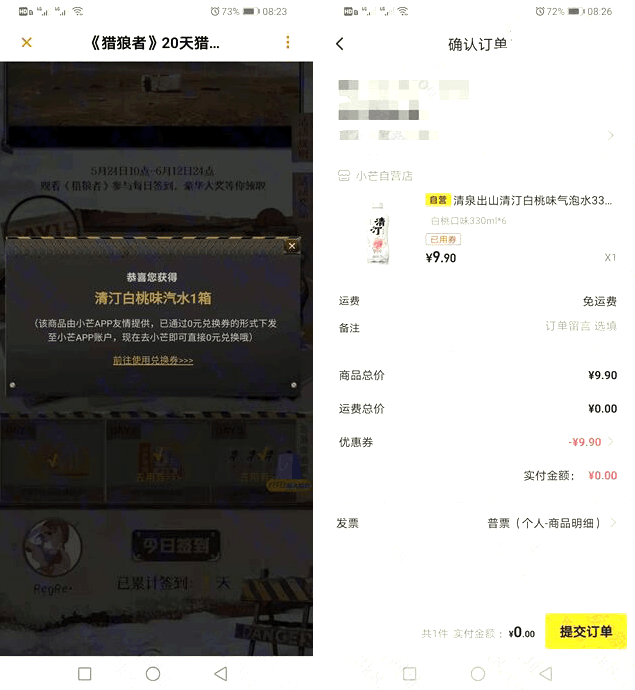 73% 08:23
《猎狼者》20天猎...
5月24日10点-6月12日24点
观看《猎狼者》参与每日签到、豪华大奖等你领取
恭喜您获得
清汀白桃味汽水1箱
（该商品由小芒APP友情提供，已通过0元兑换券的形式下发
至小芒APP账户，现在去小芒即可直接0元兑换哦）
前往使用兑换券>>>
今日签到
RegRe·
已累计签到 天
DANGER
72% 08:26
确认订单
小芒自营店
自营 清泉出山清汀白桃味气泡水33...
白桃口味330ml*6
已用券
¥9.90 X1
运费 免运费
备注 订单留言 选填
商品总价 ¥9.90
运费总价 ¥0.00
优惠券 -¥9.90
实付金额： ¥0.00
发票 普票（个人-商品明细）
共1件 实付金额：¥0.00 提交订单